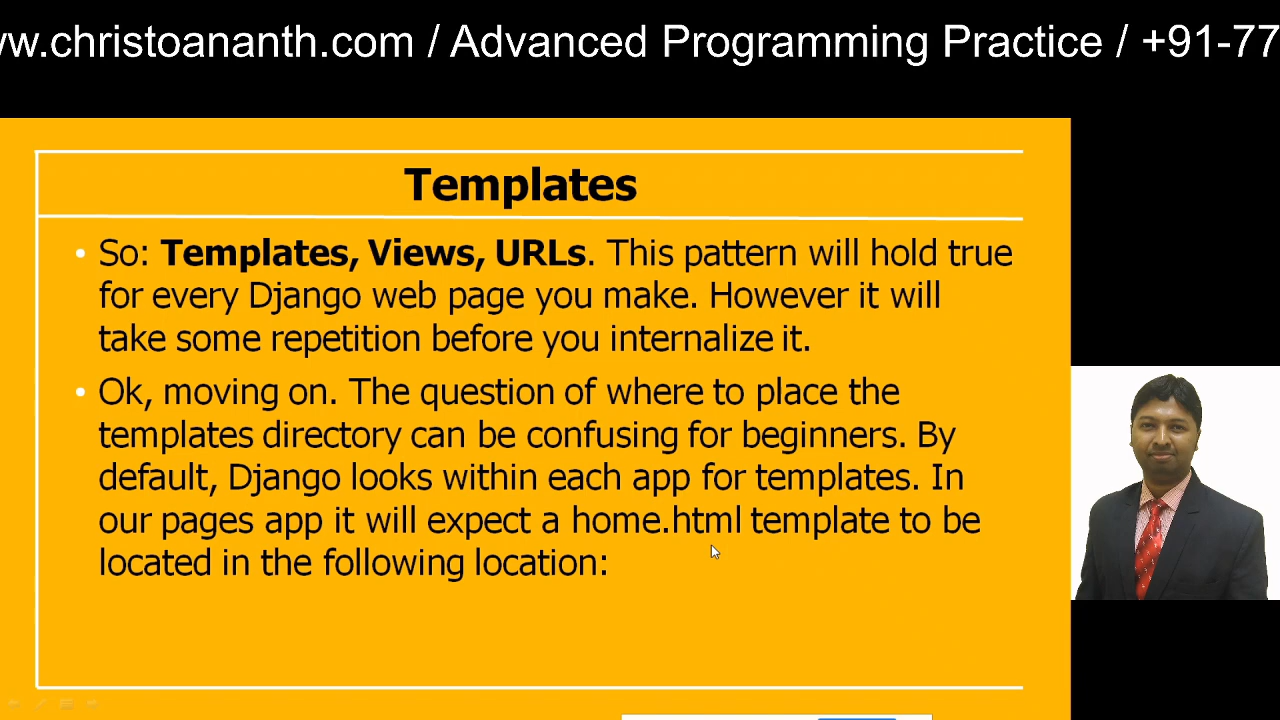 w.christoananth.com / Advanced Programming Practice / +91-77
Templates
• So: Templates, Views, URLs. This pattern will hold true
for every Django web page you make. However it will
take some repetition before you internalize it.
• Ok, moving on. The question of where to place the
templates directory can be confusing for beginners. By
default, Django looks within each app for templates. In
our pages app it will expect a home.html template to be
located in the following location: